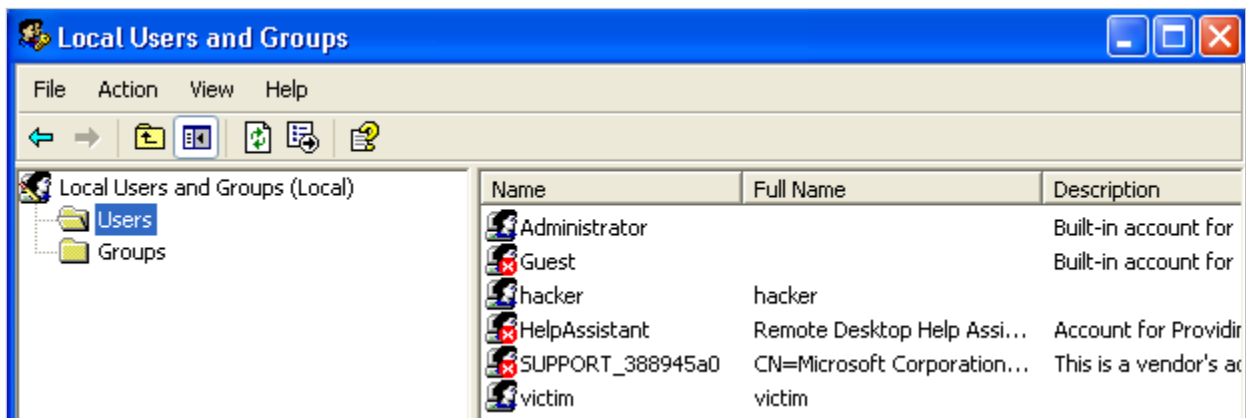 Local Users and Groups
File Action View Help
Local Users and Groups (Local)
Users
Groups
Name Full Name Description
Administrator Built-in account for
Guest Built-in account for
hacker hacker
HelpAssistant Remote Desktop Help Assi... Account for Providin
SUPPORT_388945a0 CN=Microsoft Corporation... This is a vendor's ac
victim victim